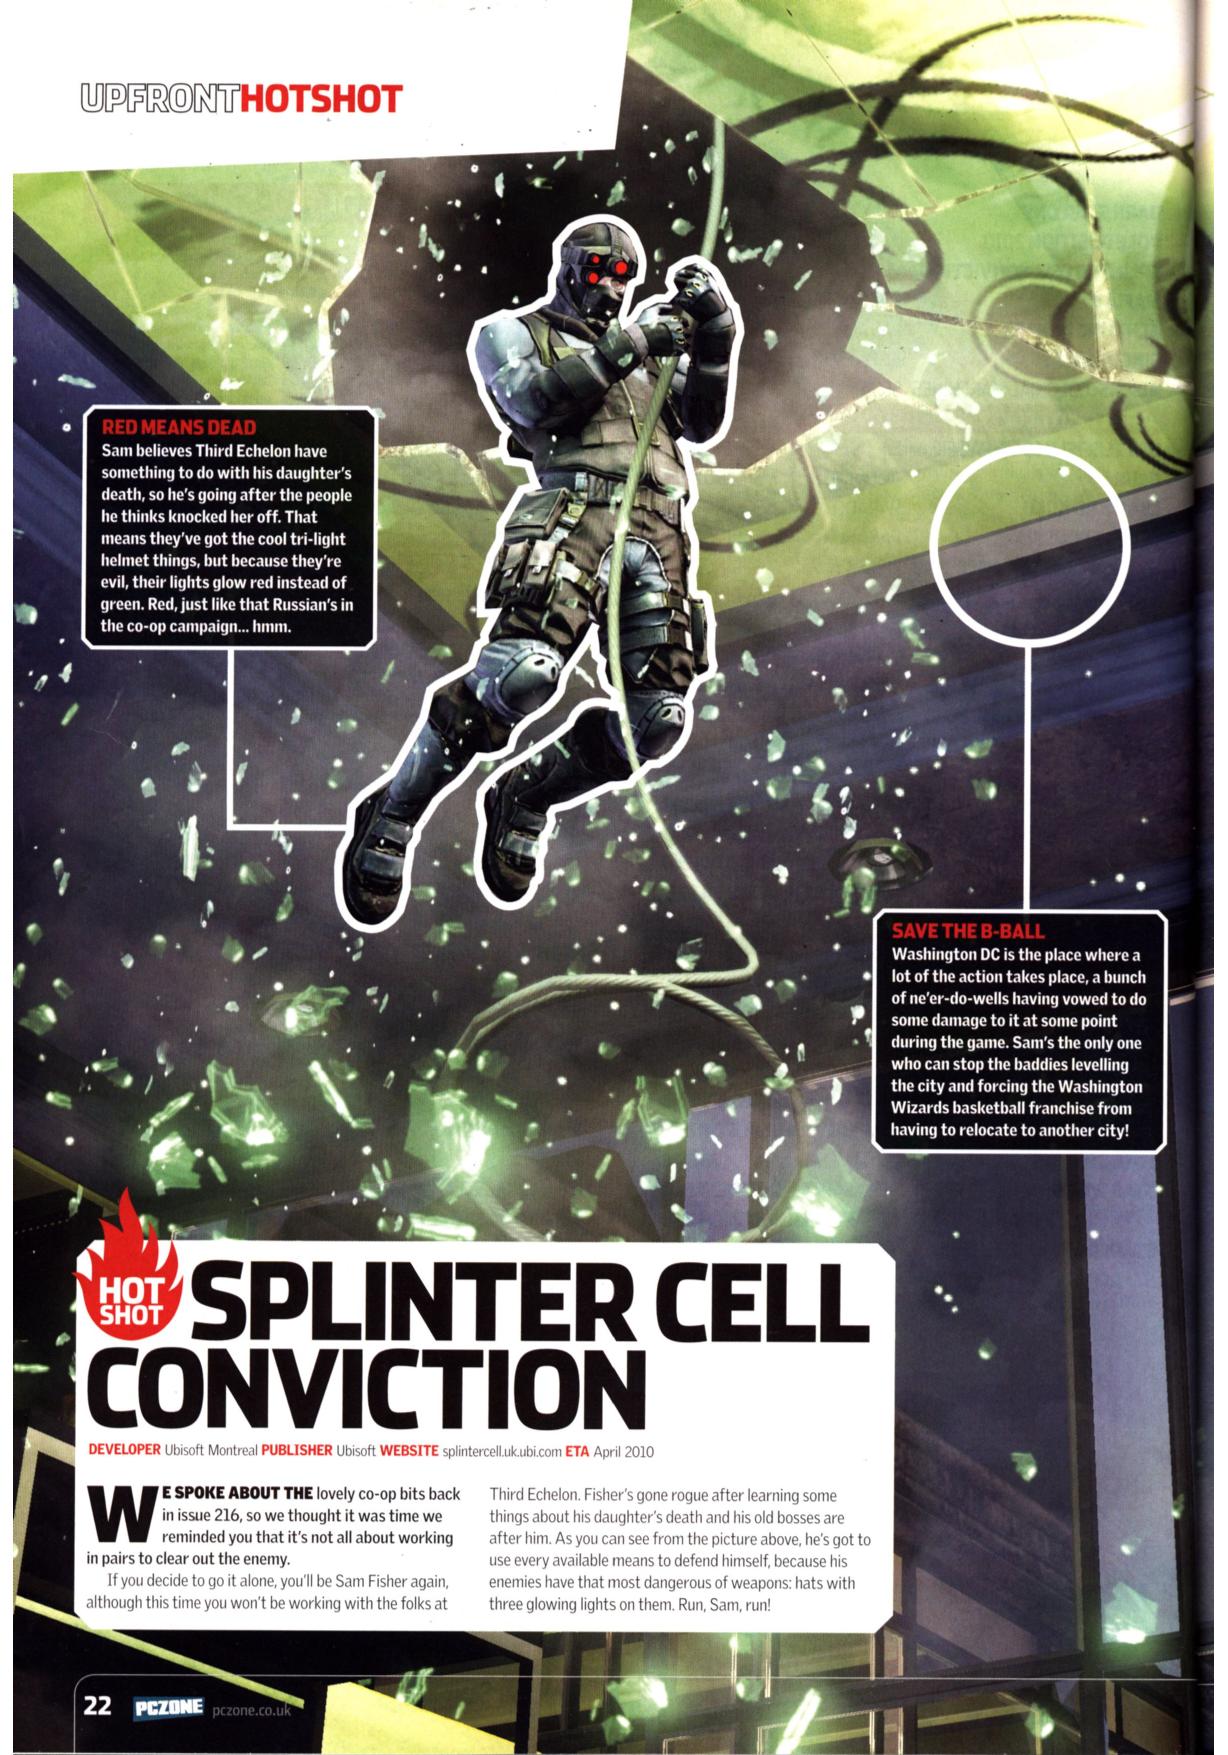 UPFRONTHOTSHOT
RED MEANS DEAD
Sam believes Third Echelon have
something to do with his daughter's
death, so he's going after the people
he thinks knocked her off. That
means they've got the cool tri-light
helmet things, but because they're
evil, their lights glow red instead of
green. Red, just like that Russian's in
the co-op campaign... hmm.
SAVE THE B-BALL
Washington DC is the place where a
lot of the action takes place, a bunch
of ne'er-do-wells having vowed to do
some damage to it at some point
during the game. Sam's the only one
who can stop the baddies levelling
the city and forcing the Washington
Wizards basketball franchise from
having to relocate to another city!
HOT
SHOT
SPLINTER CELL
CONVICTION
DEVELOPER Ubisoft Montreal PUBLISHER Ubisoft WEBSITE splintercell.uk.ubi.com ETA April 2010
WE SPOKE ABOUT THE lovely co-op bits back
in issue 216, so we thought it was time we
reminded you that it's not all about working
in pairs to clear out the enemy.
If you decide to go it alone, you'll be Sam Fisher again,
although this time you won't be working with the folks at
Third Echelon. Fisher's gone rogue after learning some
things about his daughter's death and his old bosses are
after him. As you can see from the picture above, he's got to
use every available means to defend himself, because his
enemies have that most dangerous of weapons: hats with
three glowing lights on them. Run, Sam, run!
22 PCZONE pczone.co.uk